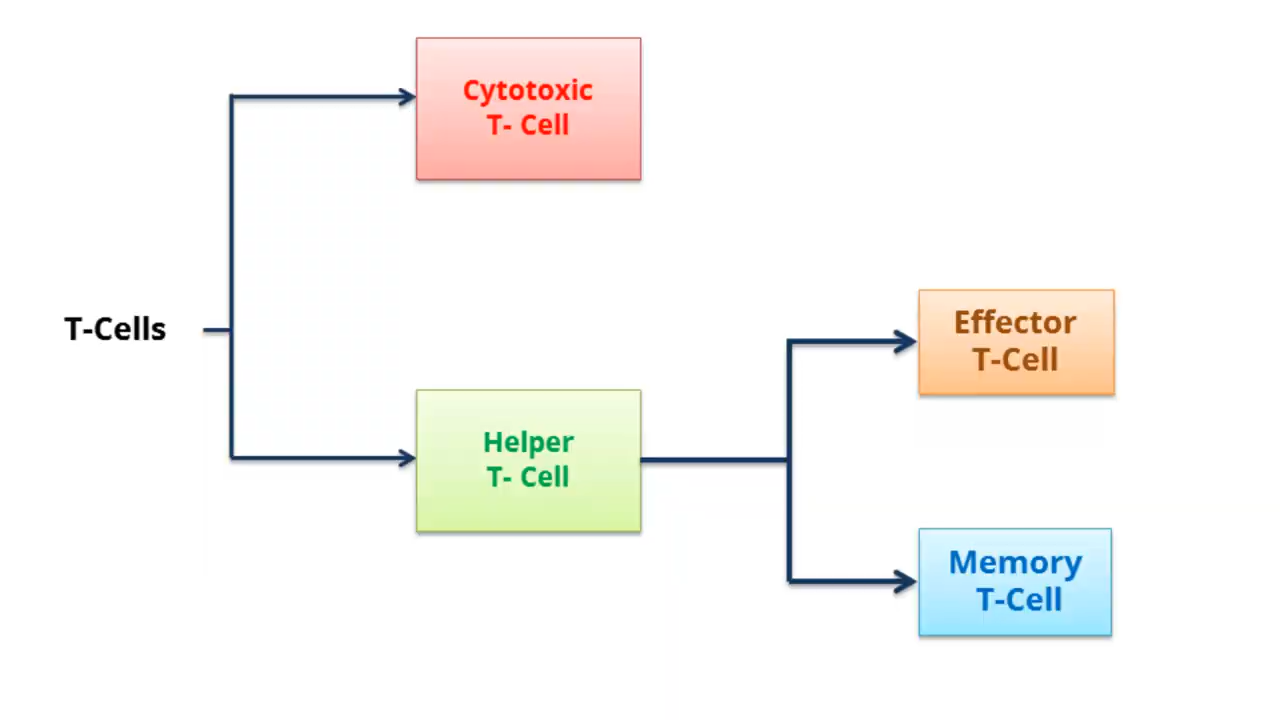 Cytotoxic
T- Cell
T-Cells
Effector
T-Cell
Helper
T- Cell
Memory
T-Cell